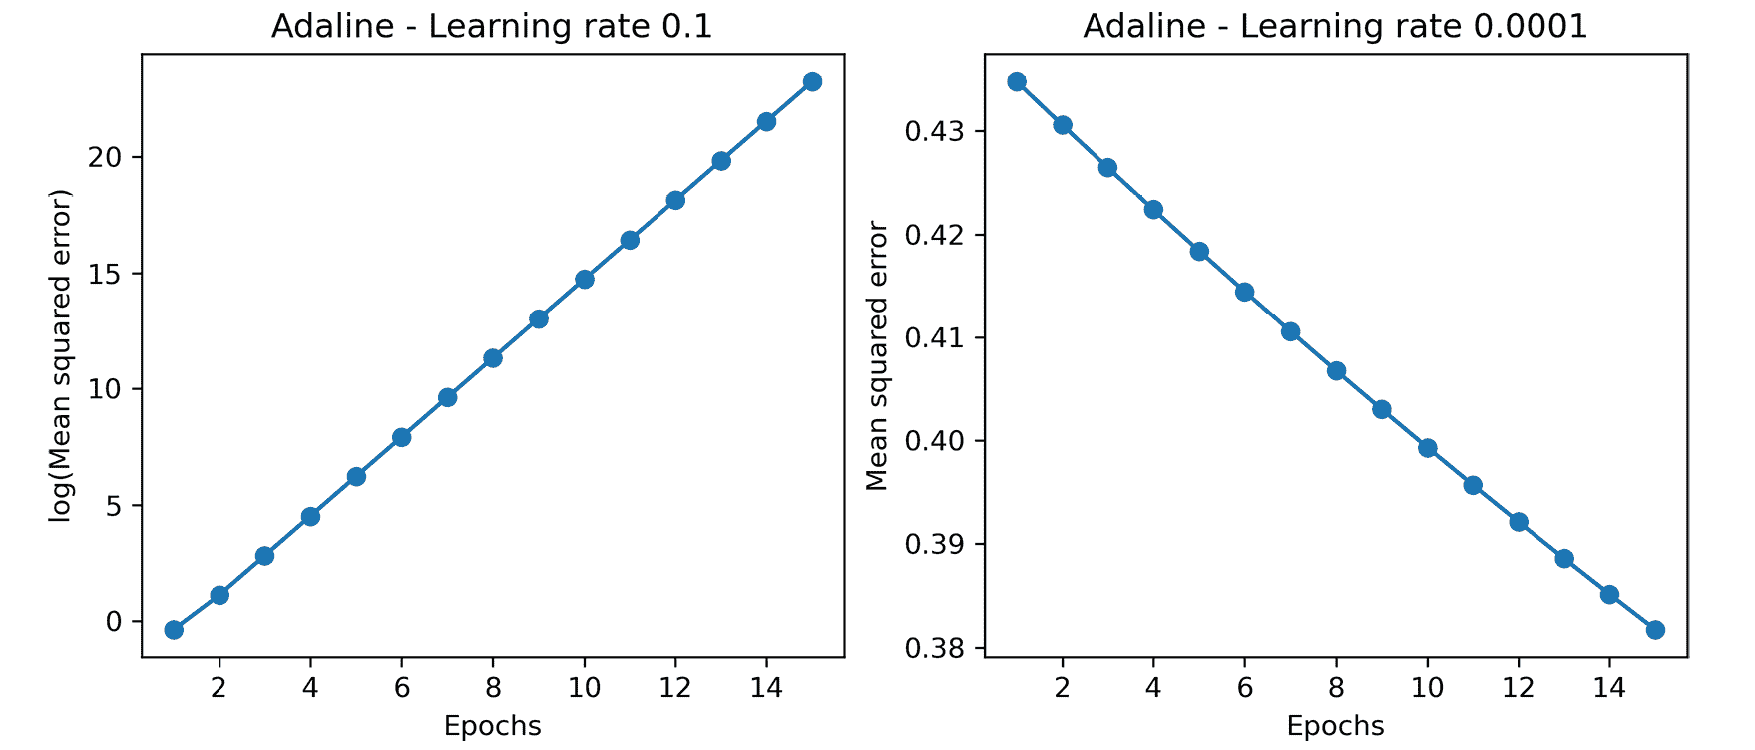 Adaline - Learning rate 0.1
log(Mean squared error)
20
15
10
5
0
2 4 6 8 10 12 14
Epochs
Adaline - Learning rate 0.0001
Mean squared error
0.43
0.42
0.41
0.40
0.39
0.38
2 4 6 8 10 12 14
Epochs